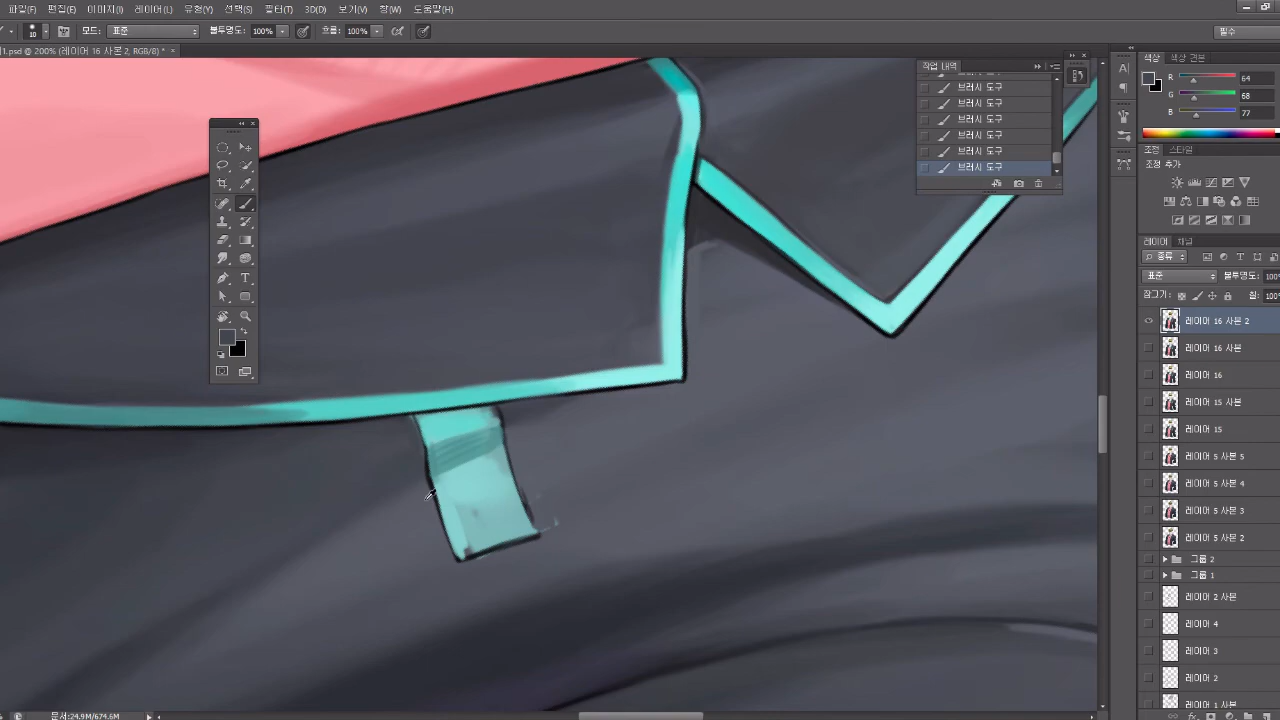 파일(F) 편집(E) 이미지(I) 레이어(L) 유형(Y) 선택(S) 필터(T) 3D(D) 보기(V) 창(W) 도움말(H)
10 모드: 표준 불투명도: 100% 흐름: 100% 필수
1.psd @ 200% (레이어 16 사본 2, RGB/8) * ×
작업 내역
브러시 도구
브러시 도구
브러시 도구
브러시 도구
브러시 도구
브러시 도구
색상 색상 견본
R 64
G 68
B 77
조정 스타일
조정 추가
레이어 채널
종류
표준 불투명도: 100%
잠그기: 칠: 100%
레이어 16 사본 2
레이어 16 사본
레이어 16
레이어 15 사본
레이어 15
레이어 5 사본 5
레이어 5 사본 4
레이어 5 사본 3
레이어 5 사본 2
그룹 2
그룹 1
레이어 2 사본
레이어 4
레이어 3
레이어 2
레이어 1 사본
문서:24.9M/674.6M